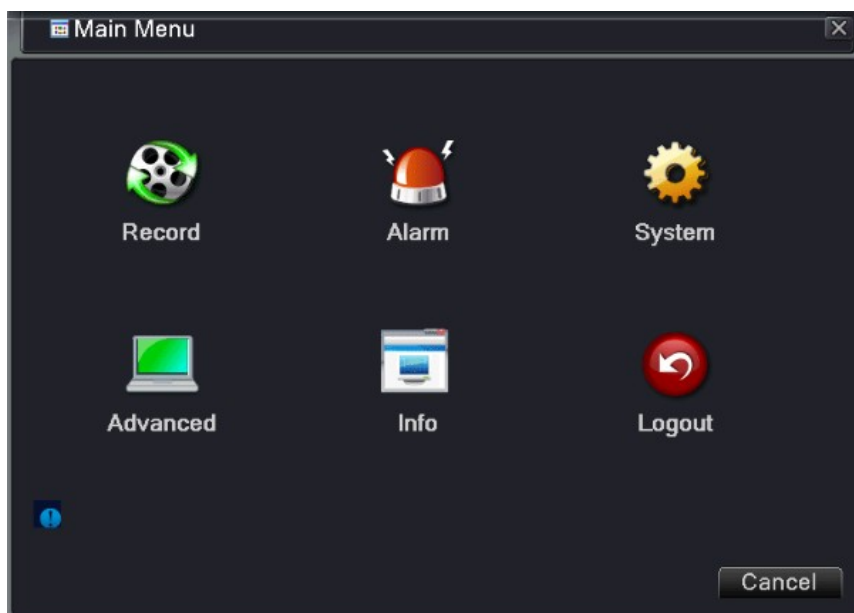 Main Menu
Record
Alarm
System
Advanced
Info
Logout
Cancel